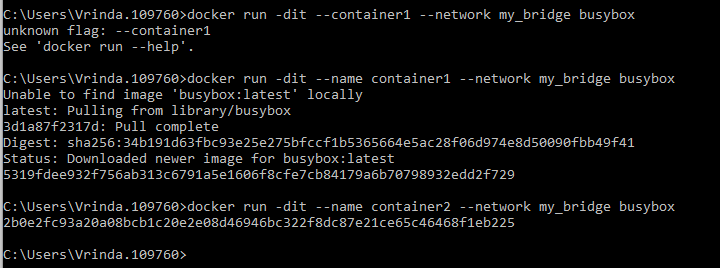 C:\Users\Vrinda.109760>docker run -dit --container1 --network my_bridge busybox
unknown flag: --container1
See 'docker run --help'.
C:\Users\Vrinda.109760>docker run -dit --name container1 --network my_bridge busybox
Unable to find image 'busybox:latest' locally
latest: Pulling from library/busybox
3d1a87f2317d: Pull complete
Digest: sha256:34b191d63fbc93e25e275bfccf1b5365664e5ac28f06d974e8d50090fbb49f41
Status: Downloaded newer image for busybox:latest
5319fdee932f756ab313c6791a5e1606f8cfe7cb84179a6b70798932edd2f729
C:\Users\Vrinda.109760>docker run -dit --name container2 --network my_bridge busybox
2b0e2fc93a20a08bcb1c20e2e08d46946bc322f8dc87e21ce65c46468f1eb225
C:\Users\Vrinda.109760>